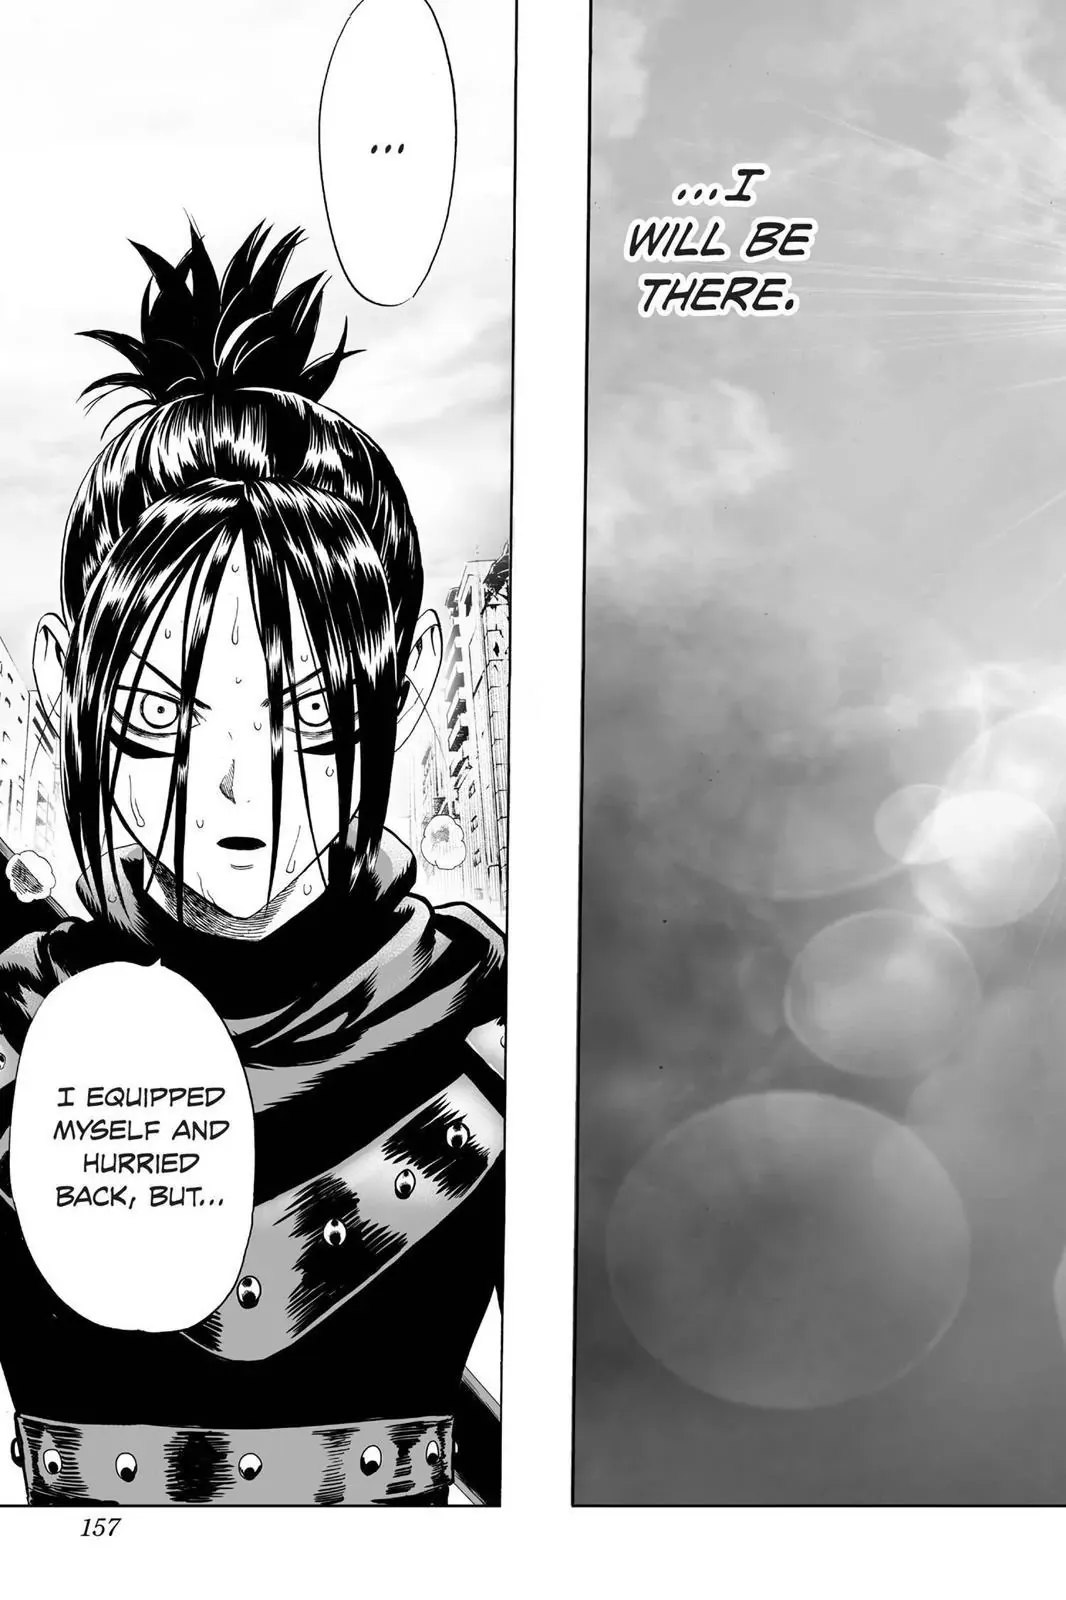 ...I
WILL BE
THERE.
...
I EQUIPPED
MYSELF AND
HURRIED
BACK, BUT...
157